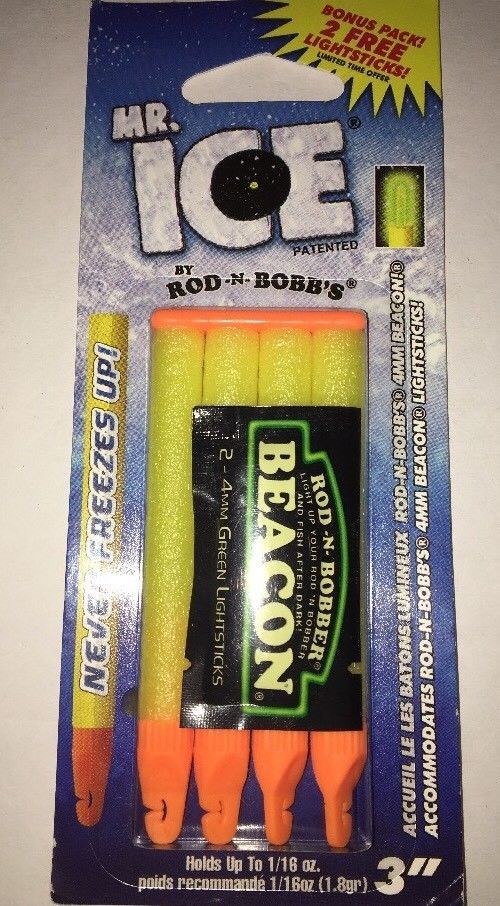 BONUS PACK!
2 FREE
LIGHTSTICKS!
LIMITED TIME OFFER
MR.
ICE®
PATENTED
BY
ROD-N-BOBB'S®
NEVER FREEZES UP!
ROD -N- BOBBER®
LIGHT UP YOUR ROD 'N BOBBER
AND FISH AFTER DARK!
BEACON®
2 - 4MM GREEN LIGHTSTICKS
ACCUEIL LE LES BATONS LUMINEUX ROD-N-BOBB'S® 4MM BEACON!®
ACCOMMODATES ROD-N-BOBB'S® 4MM BEACON® LIGHTSTICKS!
Holds Up To 1/16 oz.
poids recommandé 1/16oz (1.8gr)
3"